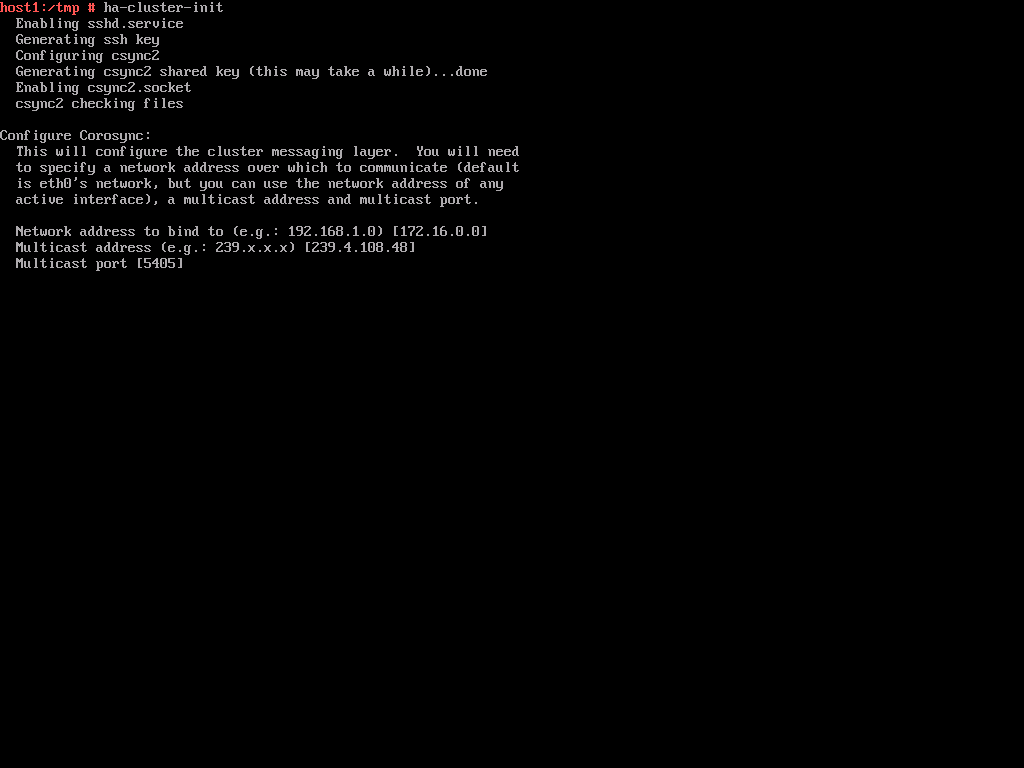 host1:/tmp # ha-cluster-init
  Enabling sshd.service
  Generating ssh key
  Configuring csync2
  Generating csync2 shared key (this may take a while)...done
  Enabling csync2.socket
  csync2 checking files

Configure Corosync:
  This will configure the cluster messaging layer.  You will need
  to specify a network address over which to communicate (default
  is eth0's network, but you can use the network address of any
  active interface), a multicast address and multicast port.

  Network address to bind to (e.g.: 192.168.1.0) [172.16.0.0]
  Multicast address (e.g.: 239.x.x.x) [239.4.108.48]
  Multicast port [5405]